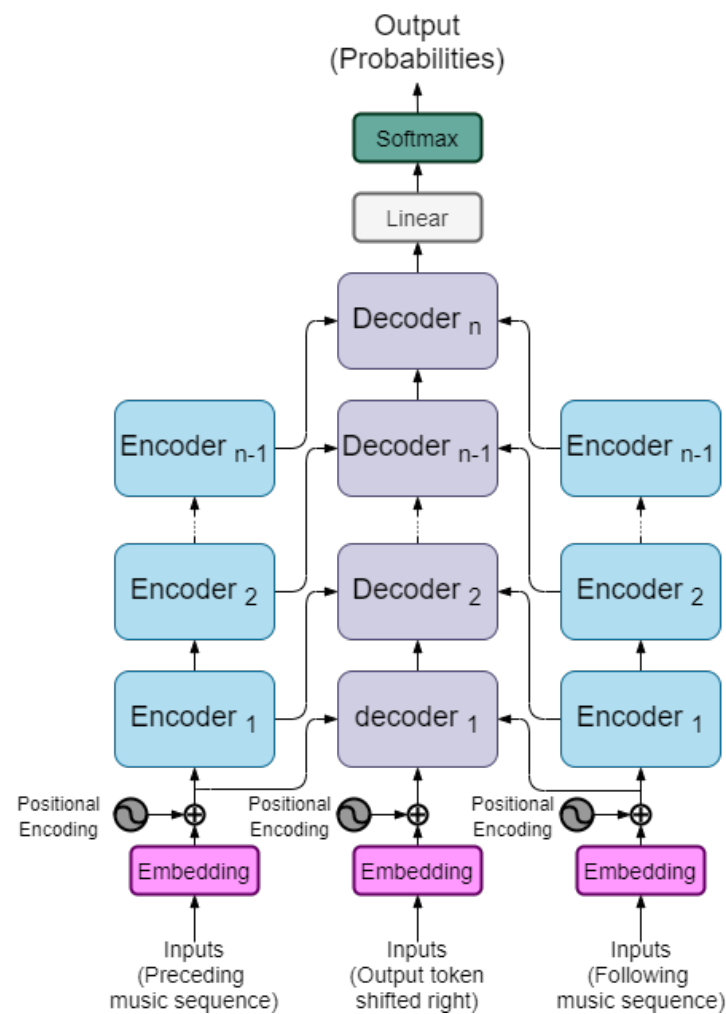 Output
(Probabilities)
Softmax
Linear
Decoder n
Encoder n-1
Decoder n-1
Encoder n-1
Encoder 2
Decoder 2
Encoder 2
Encoder 1
decoder 1
Encoder 1
Positional
Encoding
Positional
Encoding
Positional
Encoding
Embedding
Embedding
Embedding
Inputs
(Preceding
music sequence)
Inputs
(Output token
shifted right)
Inputs
(Following
music sequence)